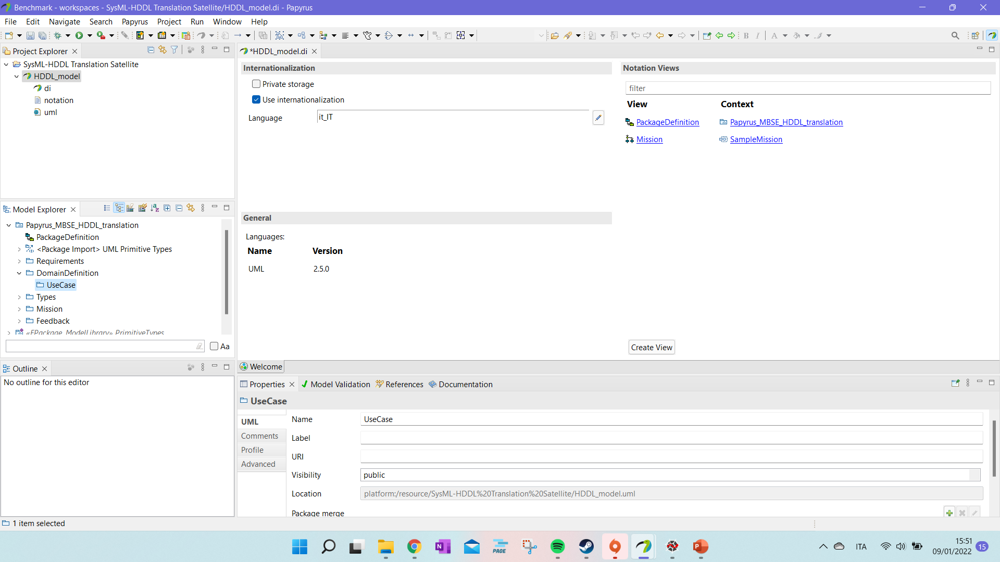 Benchmark - workspaces - SysML-HDDL Translation Satellite/HDDL_model.di - Papyrus
File Edit Navigate Search Papyrus Project Run Window Help
Project Explorer
SysML-HDDL Translation Satellite
HDDL_model
di
notation
uml
*HDDL_model.di
Internationalization
Private storage
Use internationalization
Language it_IT
Notation Views
filter
View Context
PackageDefinition Papyrus_MBSE_HDDL_translation
Mission SampleMission
General
Languages:
Name Version
UML 2.5.0
Create View
Welcome
Model Explorer
Papyrus_MBSE_HDDL_translation
PackageDefinition
<Package Import> UML Primitive Types
Requirements
DomainDefinition
UseCase
Types
Mission
Feedback
«EPackage, ModelLibrary» PrimitiveTypes
Aa
Outline
No outline for this editor
Properties Model Validation References Documentation
UseCase
UML
Comments
Profile
Advanced
Name UseCase
Label
URI
Visibility public
Location platform:/resource/SysML-HDDL%20Translation%20Satellite/HDDL_model.uml
Package merge
1 item selected
PAGE
ITA
15:51
09/01/2022
15